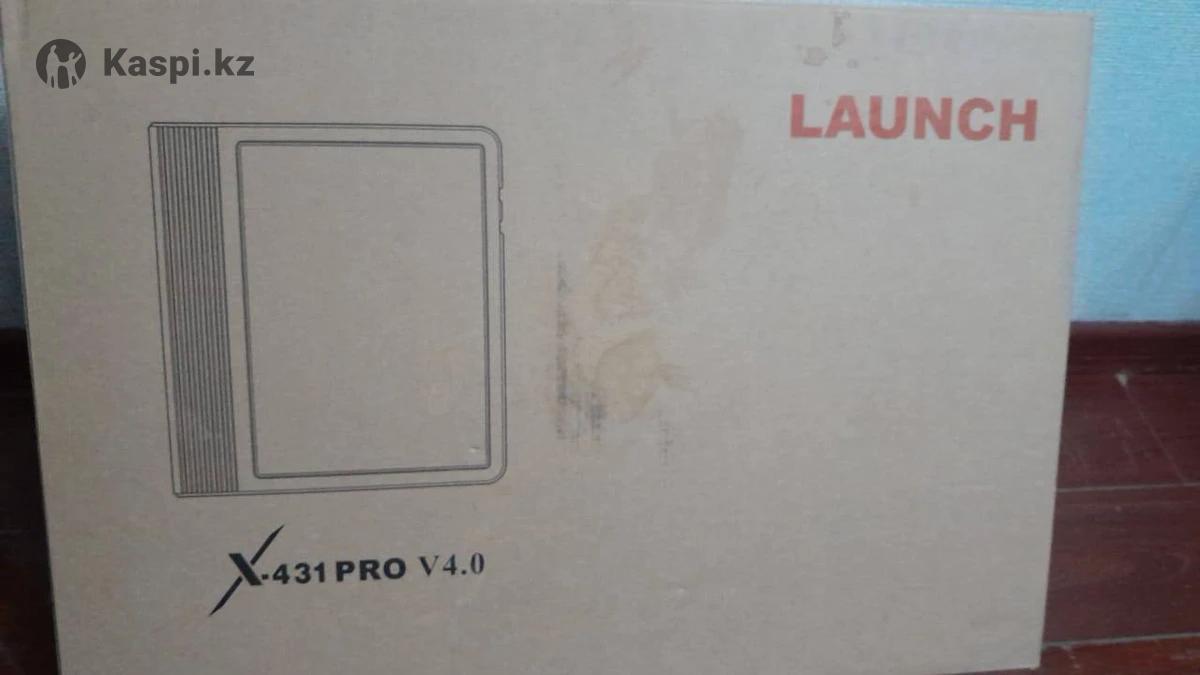 Kaspi.kz
LAUNCH
X-431 PRO V4.0